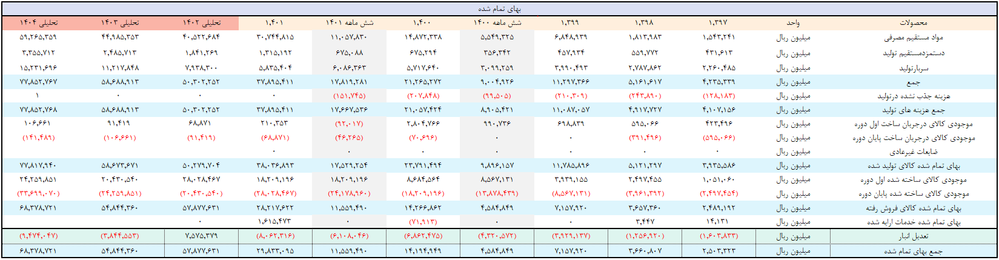 بهای تمام شده
محصولات واحد ۱,۳۹۷ ۱,۳۹۸ ۱,۳۹۹ شش ماهه ۱۴۰۰ ۱,۴۰۰ شش ماهه ۱۴۰۱ ۱,۴۰۱ تحلیلی ۱۴۰۲ تحلیلی ۱۴۰۳ تحلیلی ۱۴۰۴
مواد مستقیم مصرفی میلیون ریال ۱,۵۴۳,۲۴۱ ۱,۸۱۳,۹۸۳ ۶,۸۴۸,۹۳۹ ۵,۵۴۹,۳۲۵ ۱۴,۸۷۲,۳۳۸ ۱۱,۰۵۷,۸۳۰ ۳۰,۷۴۴,۸۱۵ ۴۰,۵۲۲,۶۸۴ ۴۴,۹۸۵,۳۵۳ ۵۹,۲۶۵,۳۵۹
دستمزدمستقیم تولید میلیون ریال ۴۳۱,۶۱۳ ۵۵۹,۷۷۲ ۴۵۷,۹۳۴ ۳۵۶,۳۴۲ ۶۷۵,۲۹۴ ۶۷۵,۰۸۸ ۱,۳۱۵,۱۹۲ ۱,۸۴۱,۲۶۹ ۲,۴۸۵,۷۱۳ ۳,۳۵۵,۷۱۲
سربارتولید میلیون ریال ۲,۲۶۰,۴۸۵ ۲,۷۸۷,۸۶۲ ۳,۹۹۰,۴۹۳ ۳,۰۹۹,۲۵۹ ۵,۷۱۷,۶۴۰ ۶,۰۸۶,۳۶۳ ۵,۸۳۵,۴۰۴ ۷,۹۳۸,۳۰۰ ۱۱,۲۱۷,۸۴۸ ۱۵,۲۳۱,۶۹۶
جمع میلیون ریال ۴,۲۳۵,۳۳۹ ۵,۱۶۱,۶۱۷ ۱۱,۲۹۷,۳۶۶ ۹,۰۰۴,۹۲۶ ۲۱,۲۶۵,۲۷۲ ۱۷,۸۱۹,۲۸۱ ۳۷,۸۹۵,۴۱۱ ۵۰,۳۰۲,۲۵۲ ۵۸,۶۸۸,۹۱۳ ۷۷,۸۵۲,۷۶۷
هزینه جذب نشده درتولید میلیون ریال (۱۲۸,۱۸۳) (۲۴۳,۸۹۰) (۲۱۰,۳۰۹) (۹۹,۵۰۵) (۲۰۷,۸۴۸) (۱۵۱,۷۴۵) ۰ ۰ ۰ ۱
جمع هزینه های تولید میلیون ریال ۴,۱۰۷,۱۵۶ ۴,۹۱۷,۷۲۷ ۱۱,۰۸۷,۰۵۷ ۸,۹۰۵,۴۲۱ ۲۱,۰۵۷,۴۲۴ ۱۷,۶۶۷,۵۳۶ ۳۷,۸۹۵,۴۱۱ ۵۰,۳۰۲,۲۵۲ ۵۸,۶۸۸,۹۱۳ ۷۷,۸۵۲,۷۶۸
موجودی کالای درجریان ساخت اول دوره میلیون ریال ۴۲۳,۴۹۶ ۵۹۵,۰۶۶ ۶۹۸,۸۳۹ ۹۹۰,۷۳۶ ۲,۸۰۴,۷۶۶ (۹۲,۰۱۷) ۲۱۰,۳۵۳ ۶۸,۸۷۱ ۹۱,۴۱۹ ۱۰۶,۶۶۱
موجودی کالای درجریان ساخت پایان دوره میلیون ریال (۵۹۵,۰۶۶) (۳۹۱,۴۹۶) ۰ ۰ (۷۰,۶۹۶) (۴۶,۲۶۵) (۶۸,۸۷۱) (۹۱,۴۱۹) (۱۰۶,۶۶۱) (۱۴۱,۴۸۹)
ضایعات غیرعادی میلیون ریال ۰ ۰ ۰ ۰ ۰ ۰ ۰
بهای تمام شده کالای تولید شده میلیون ریال ۳,۹۳۵,۵۸۶ ۵,۱۲۱,۲۹۷ ۱۱,۷۸۵,۸۹۶ ۹,۸۹۶,۱۵۷ ۲۳,۷۹۱,۴۹۴ ۱۷,۵۲۹,۲۵۴ ۳۸,۰۳۶,۸۹۳ ۵۰,۲۷۹,۷۰۴ ۵۸,۶۷۳,۶۷۱ ۷۷,۸۱۷,۹۴۰
موجودی کالای ساخته شده اول دوره میلیون ریال ۱,۰۵۱,۰۶۰ ۲,۴۹۷,۴۵۵ ۳,۹۳۹,۱۵۵ ۸,۵۶۷,۱۳۱ ۸,۶۸۴,۵۶۴ ۱۸,۲۰۹,۱۹۶ ۱۸,۲۰۹,۱۹۶ ۲۸,۰۲۸,۴۶۷ ۲۰,۴۳۰,۵۴۰ ۲۴,۲۵۹,۸۵۱
موجودی کالای ساخته شده پایان دوره میلیون ریال (۲,۴۹۷,۴۵۴) (۳,۹۶۱,۳۹۲) (۸,۵۶۷,۱۳۱) (۱۳,۸۷۸,۴۳۹) (۱۸,۲۰۹,۱۹۶) (۲۴,۱۷۸,۹۶۰) (۲۸,۰۲۸,۴۶۷) (۲۰,۴۳۰,۵۴۰) (۲۴,۲۵۹,۸۵۱) (۳۳,۶۹۹,۰۷۰)
بهای تمام شده کالای فروش رفته میلیون ریال ۲,۴۸۹,۱۹۲ ۳,۶۵۷,۳۶۰ ۷,۱۵۷,۹۲۰ ۴,۵۸۴,۸۴۹ ۱۴,۲۶۶,۸۶۲ ۱۱,۵۵۹,۴۹۰ ۲۸,۲۱۷,۶۲۲ ۵۷,۸۷۷,۶۳۱ ۵۴,۸۴۴,۳۶۰ ۶۸,۳۷۸,۷۲۱
بهای تمام شده خدمات ارایه شده میلیون ریال ۱۴,۱۳۱ ۳,۴۴۷ ۰ ۰ (۷۱,۹۱۳) ۰ ۱,۶۱۵,۴۷۳ ۰
تعدیل انبار میلیون ریال (۱,۶۰۳,۸۳۳) (۱,۲۵۶,۹۲۰) (۳,۹۲۹,۱۳۷) (۴,۳۲۰,۵۷۲) (۶,۸۶۲,۴۷۵) (۶,۱۰۸,۰۴۶) (۸,۰۶۲,۳۱۶) ۷,۵۷۵,۳۷۹ (۳,۸۴۴,۵۵۳) (۹,۴۷۴,۰۴۷)
جمع بهای تمام شده میلیون ریال ۲,۵۰۳,۳۲۳ ۳,۶۶۰,۸۰۷ ۷,۱۵۷,۹۲۰ ۴,۵۸۴,۸۴۹ ۱۴,۱۹۴,۹۴۹ ۱۱,۵۵۹,۴۹۰ ۲۹,۸۳۳,۰۹۵ ۵۷,۸۷۷,۶۳۱ ۵۴,۸۴۴,۳۶۰ ۶۸,۳۷۸,۷۲۱